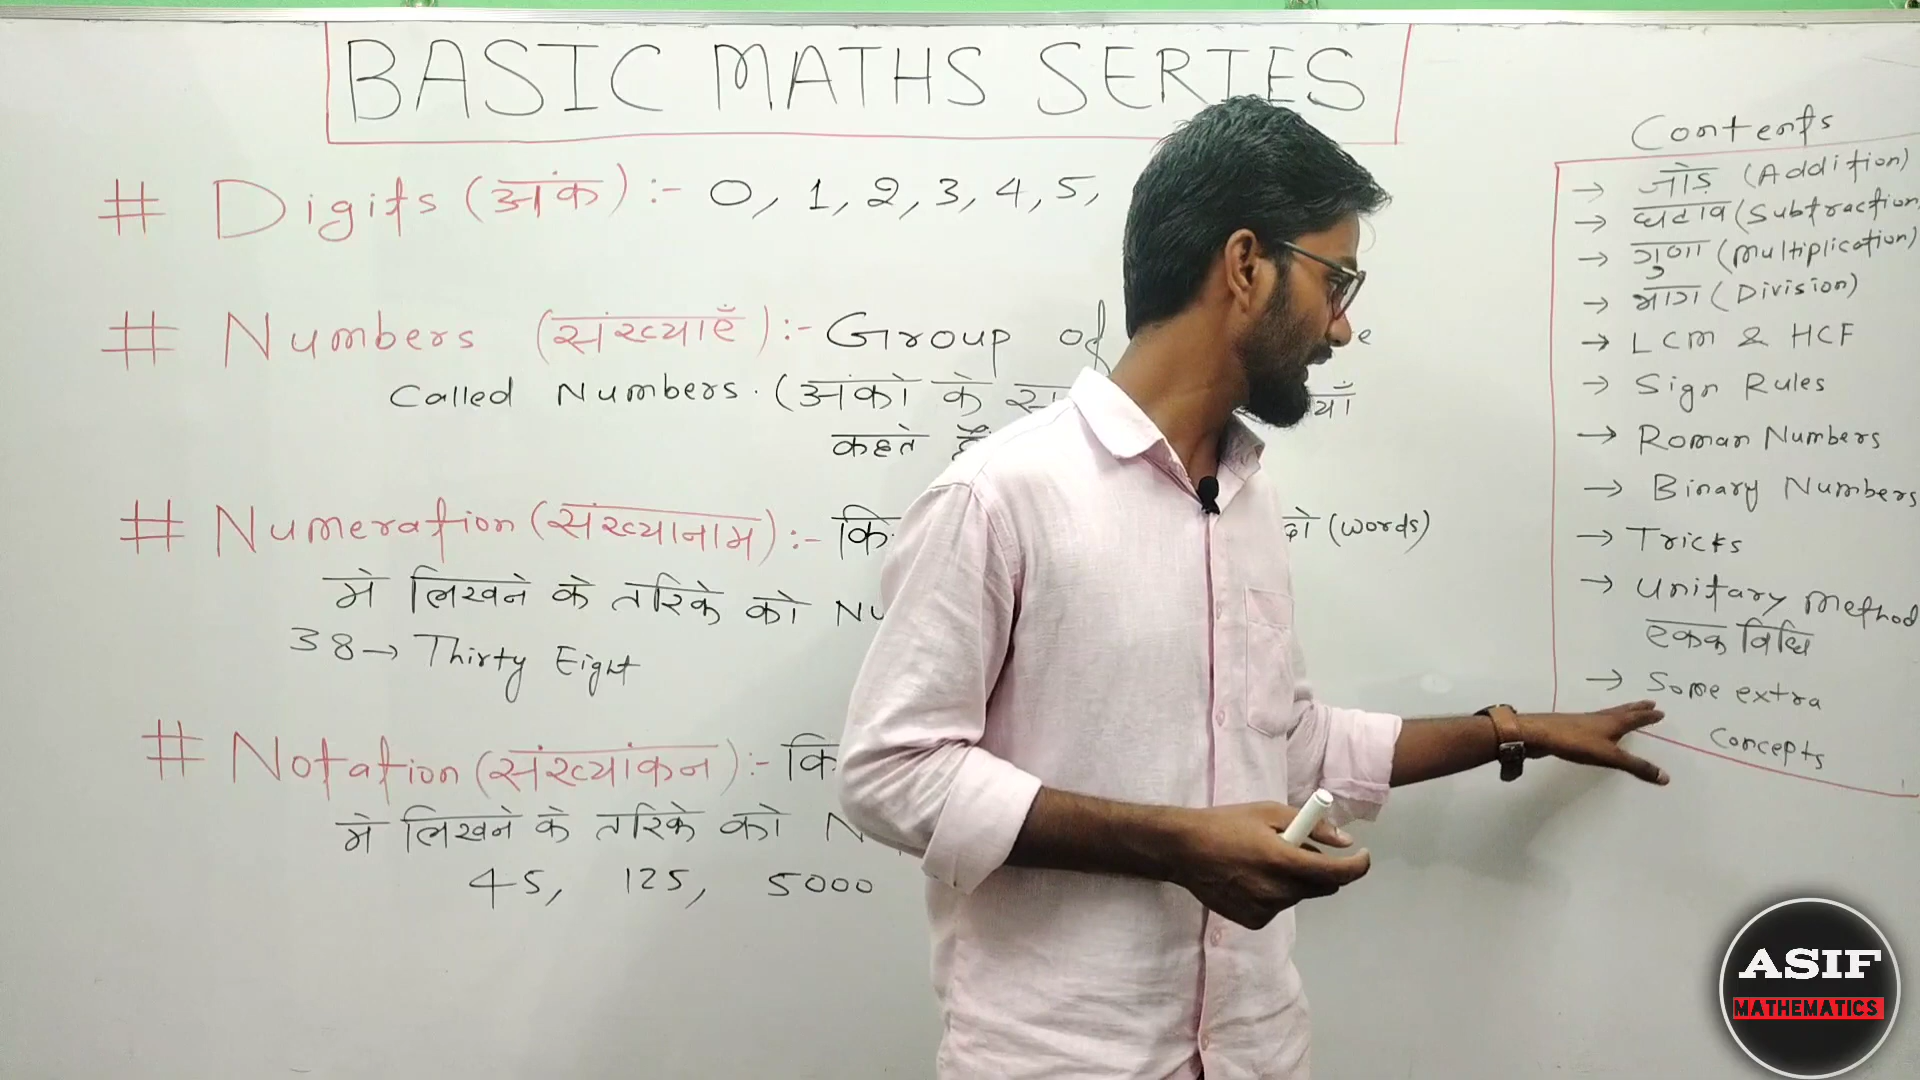 BASIC MATHS SERIES
# Digits (अंक) :- 0, 1, 2, 3, 4, 5,
# Numbers (संख्याएँ) :- Group of
Called Numbers. (अंको के
कहते हैं
# Numeration (संख्यानाम) :- (words)
मे लिखने के तरिके को
38 → Thirty Eight
# Notation (संख्यांकन) :-
मे लिखने के तरिके को
45, 125, 5000
Contents
→ जोड़ (Addition)
→ घटाव (Subtraction
→ गुणा (Multiplication)
→ भाग (Division)
→ LCM & HCF
→ Sign Rules
→ Roman Numbers
→ Binary Numbers
→ Tricks
→ Unitary Method
एकक विधि
→ Some extra
Concepts
ASIF
MATHEMATICS